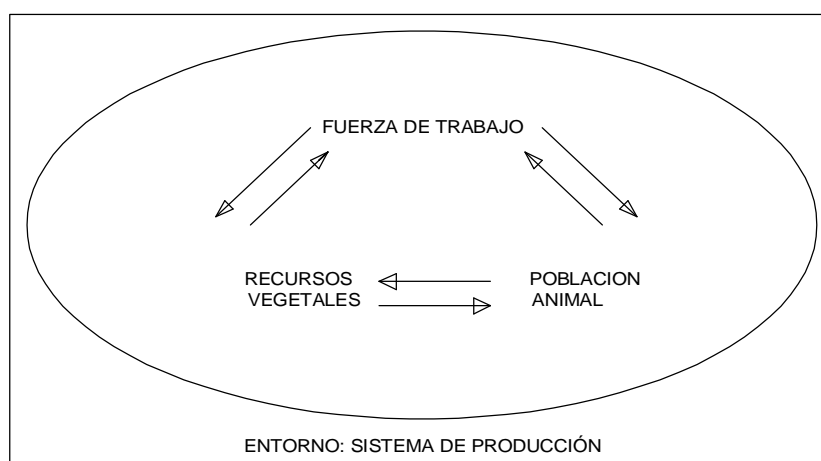 FUERZA DE TRABAJO
RECURSOS
VEGETALES
POBLACION
ANIMAL
ENTORNO: SISTEMA DE PRODUCCIÓN